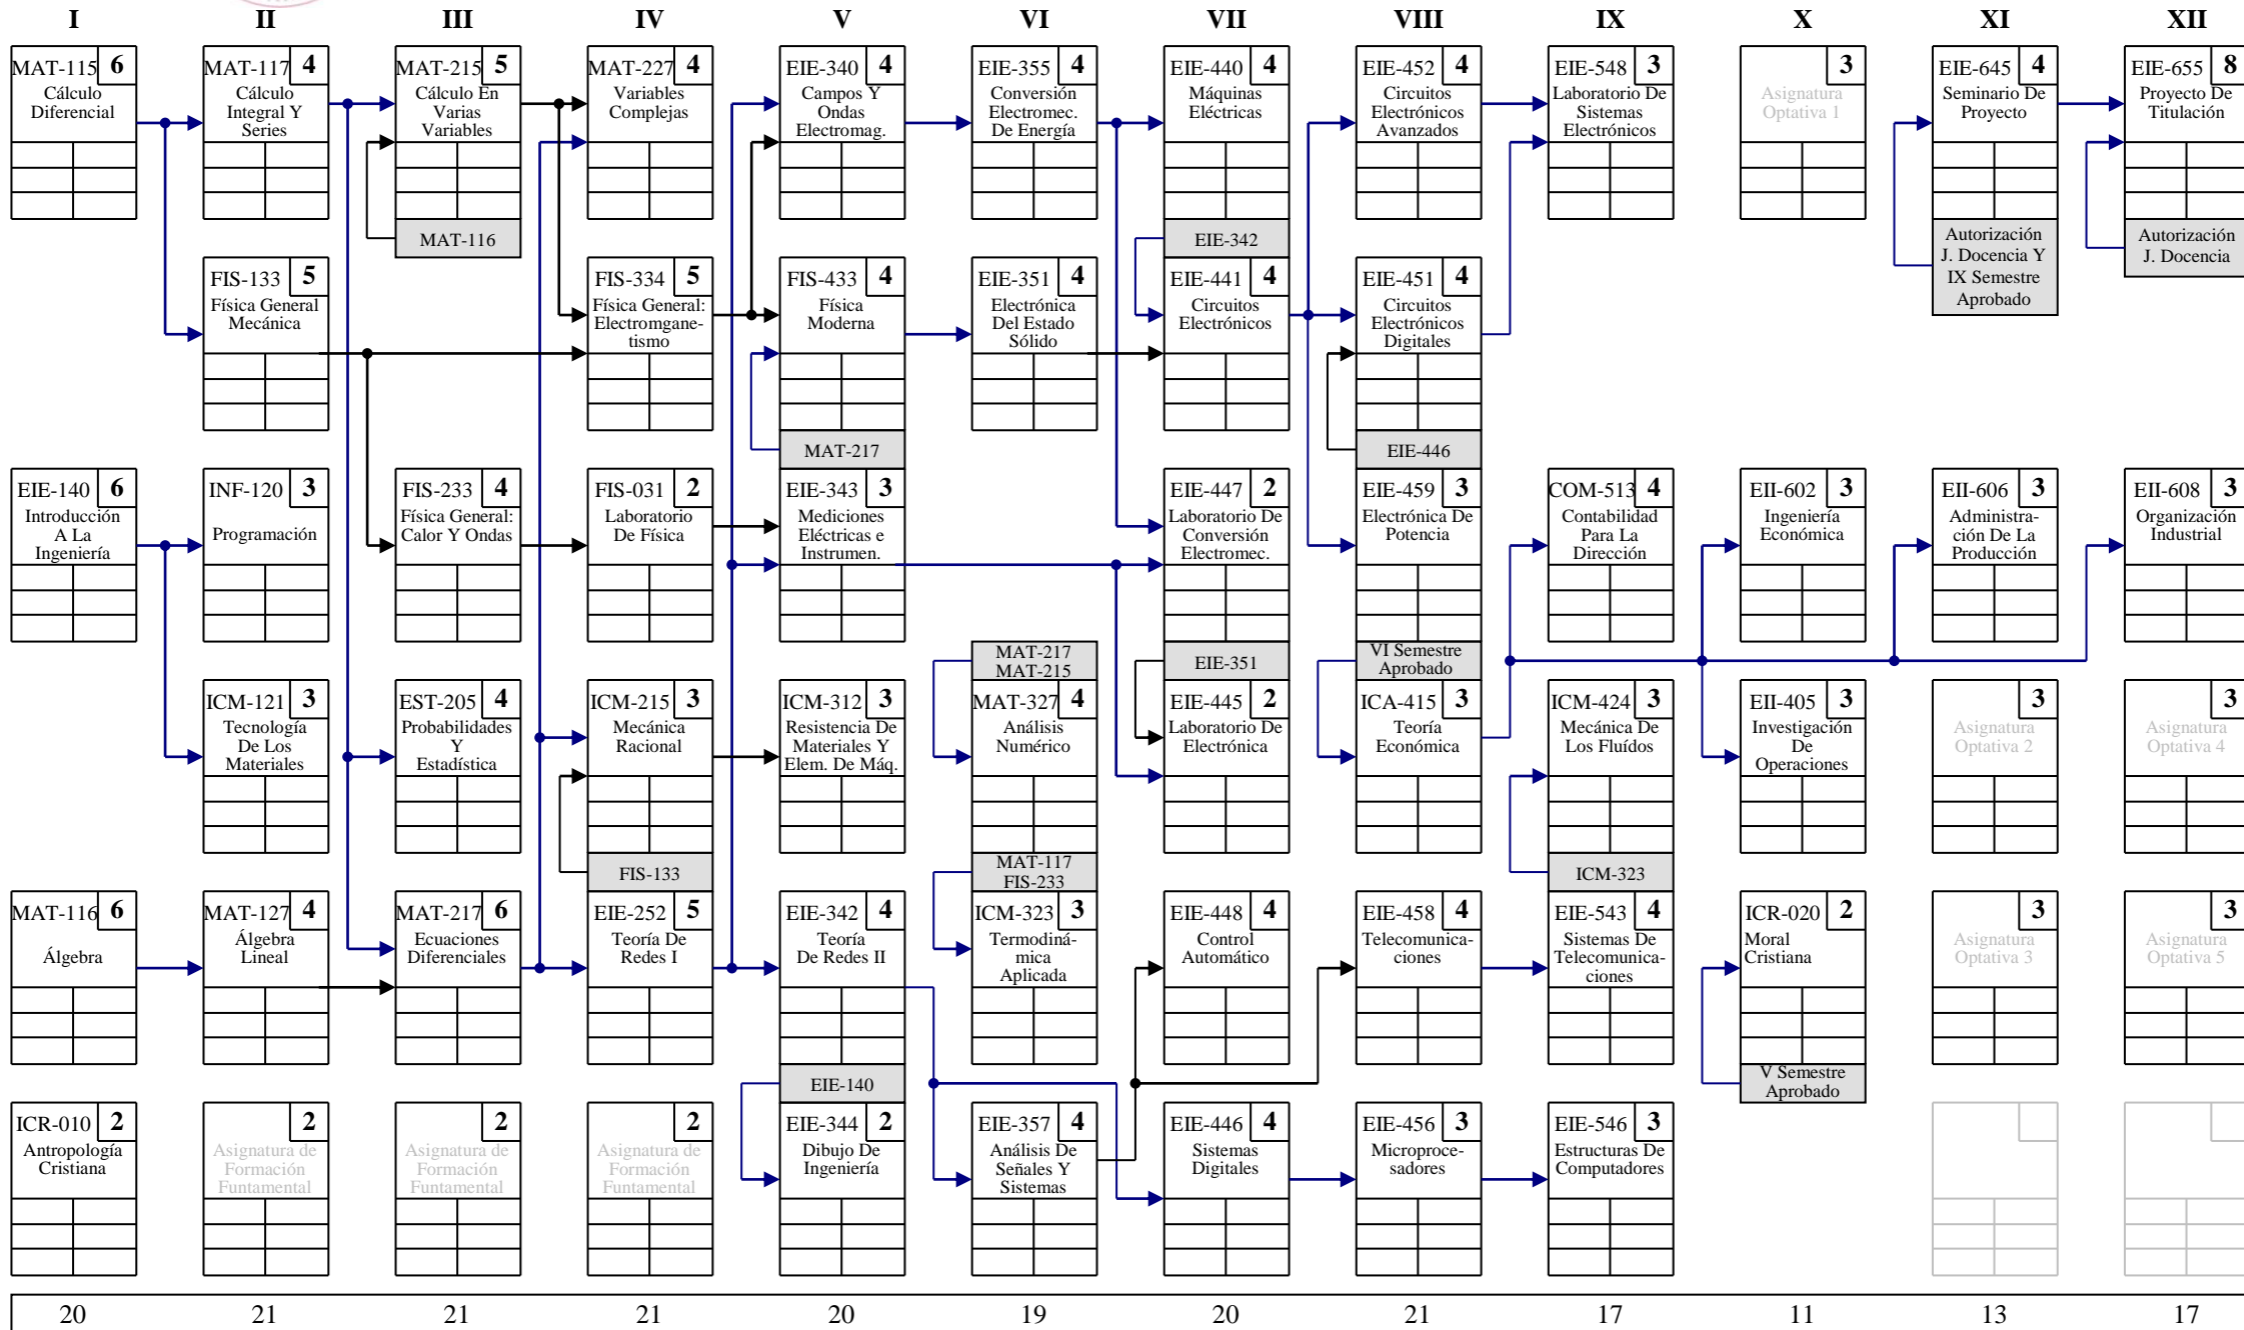 I II III IV V VI VII VIII IX X XI XII
MAT-115 6
Cálculo
Diferencial
MAT-117 4
Cálculo
Integral Y
Series
MAT-215 5
Cálculo En
Varias
Variables
MAT-116
MAT-227 4
Variables
Complejas
EIE-340 4
Campos Y
Ondas
Electromag.
EIE-355 4
Conversión
Electromec.
De Energía
EIE-440 4
Máquinas
Eléctricas
EIE-342
EIE-452 4
Circuitos
Electrónicos
Avanzados
EIE-548 3
Laboratorio De
Sistemas
Electrónicos
3
Asignatura
Optativa 1
EIE-645 4
Seminario De
Proyecto
Autorización
J. Docencia Y
IX Semestre
Aprobado
EIE-655 8
Proyecto De
Titulación
Autorización
J. Docencia
FIS-133 5
Física General
Mecánica
FIS-334 5
Física General:
Electromgane-
tismo
FIS-433 4
Física
Moderna
MAT-217
EIE-351 4
Electrónica
Del Estado
Sólido
EIE-441 4
Circuitos
Electrónicos
EIE-451 4
Circuitos
Electrónicos
Digitales
EIE-446
EIE-140 6
Introducción
A La
Ingeniería
INF-120 3
Programación
FIS-233 4
Física General:
Calor Y Ondas
FIS-031 2
Laboratorio
De Física
EIE-343 3
Mediciones
Eléctricas e
Instrumen.
EIE-447 2
Laboratorio De
Conversión
Electromec.
EIE-351
EIE-459 3
Electrónica De
Potencia
VI Semestre
Aprobado
COM-513 4
Contabilidad
Para La
Dirección
EII-602 3
Ingeniería
Económica
EII-606 3
Administra-
ción De La
Producción
EII-608 3
Organización
Industrial
ICM-121 3
Tecnología
De Los
Materiales
EST-205 4
Probabilidades
Y
Estadística
ICM-215 3
Mecánica
Racional
FIS-133
ICM-312 3
Resistencia De
Materiales Y
Elem. De Máq.
MAT-217
MAT-215
MAT-327 4
Análisis
Numérico
MAT-117
FIS-233
EIE-445 2
Laboratorio De
Electrónica
ICA-415 3
Teoría
Económica
ICM-424 3
Mecánica De
Los Fluídos
ICM-323
EII-405 3
Investigación
De
Operaciones
3
Asignatura
Optativa 2
3
Asignatura
Optativa 4
MAT-116 6
Álgebra
MAT-127 4
Álgebra
Lineal
MAT-217 6
Ecuaciones
Diferenciales
EIE-252 5
Teoría De
Redes I
EIE-342 4
Teoría
De Redes II
EIE-140
ICM-323 3
Termodiná-
mica
Aplicada
EIE-448 4
Control
Automático
EIE-458 4
Telecomunica-
ciones
EIE-543 4
Sistemas De
Telecomunica-
ciones
ICR-020 2
Moral
Cristiana
V Semestre
Aprobado
3
Asignatura
Optativa 3
3
Asignatura
Optativa 5
ICR-010 2
Antropología
Cristiana
2
Asignatura de
Formación
Funtamental
2
Asignatura de
Formación
Funtamental
2
Asignatura de
Formación
Funtamental
EIE-344 2
Dibujo De
Ingeniería
EIE-357 4
Análisis De
Señales Y
Sistemas
EIE-446 4
Sistemas
Digitales
EIE-456 3
Microproce-
sadores
EIE-546 3
Estructuras De
Computadores
20 21 21 21 20 19 20 21 17 11 13 17